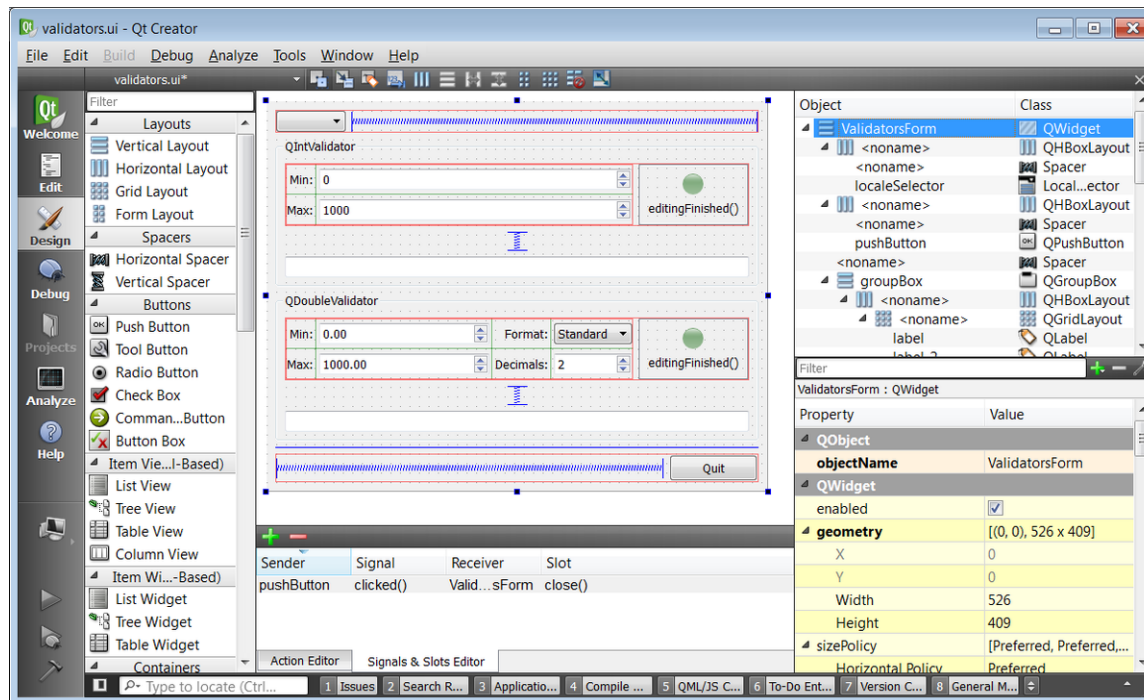 validators.ui - Qt Creator
File Edit Build Debug Analyze Tools Window Help
validators.ui*
Welcome
Edit
Design
Debug
Projects
Analyze
Help
Filter
Layouts
Vertical Layout
Horizontal Layout
Grid Layout
Form Layout
Spacers
Horizontal Spacer
Vertical Spacer
Buttons
Push Button
Tool Button
Radio Button
Check Box
Comman...Button
Button Box
Item Vie...l-Based)
List View
Tree View
Table View
Column View
Item Wi...-Based)
List Widget
Tree Widget
Table Widget
Containers
QIntValidator
Min: 0
Max: 1000
editingFinished()
QDoubleValidator
Min: 0.00 Format: Standard
Max: 1000.00 Decimals: 2
editingFinished()
Quit
Sender Signal Receiver Slot
pushButton clicked() Valid...sForm close()
Action Editor Signals & Slots Editor
Object Class
ValidatorsForm QWidget
<noname> QHBoxLayout
<noname> Spacer
localeSelector Local...ector
<noname> QHBoxLayout
<noname> Spacer
pushButton QPushButton
<noname> Spacer
groupBox QGroupBox
<noname> QHBoxLayout
<noname> QGridLayout
label QLabel
label_2 QLabel
Filter
ValidatorsForm : QWidget
Property Value
QObject
objectName ValidatorsForm
QWidget
enabled
geometry [(0, 0), 526 x 409]
X 0
Y 0
Width 526
Height 409
sizePolicy [Preferred, Preferred,...
Horizontal Policy Preferred
Type to locate (Ctrl... 1 Issues 2 Search R... 3 Applicatio... 4 Compile ... 5 QML/JS C... 6 To-Do Ent... 7 Version C... 8 General M...